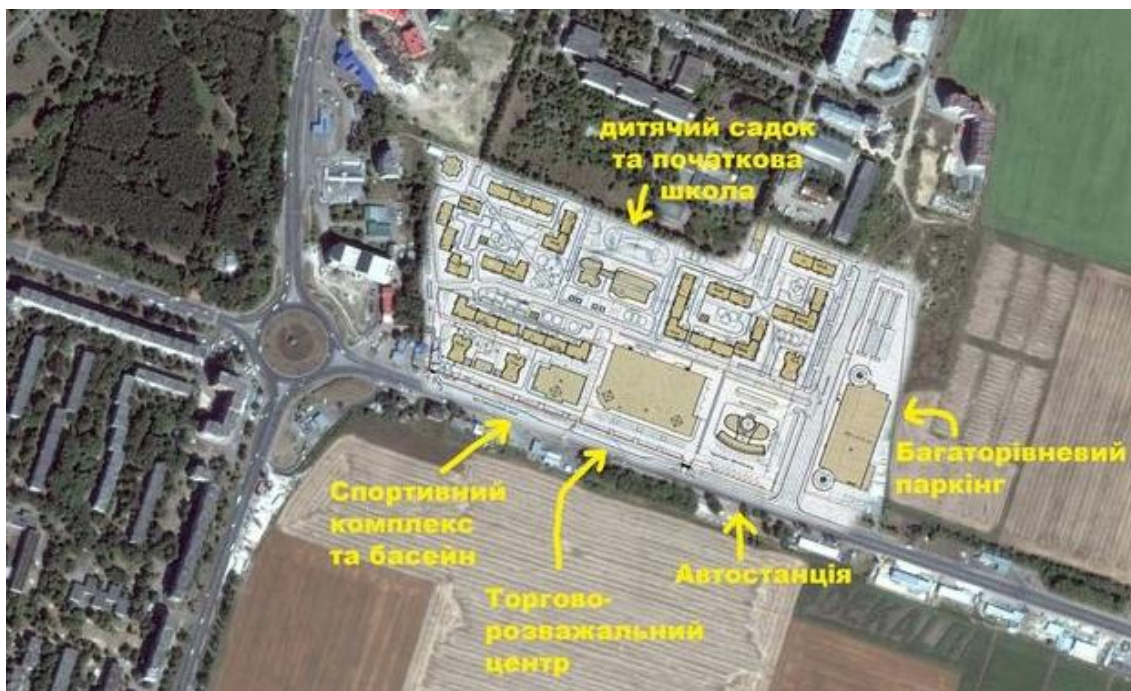 дитячий садок
та початкова
школа
Багаторівневий
паркінг
Спортивний
комплекс
та басейн
Автостанція
Торгово-
розважальний
центр